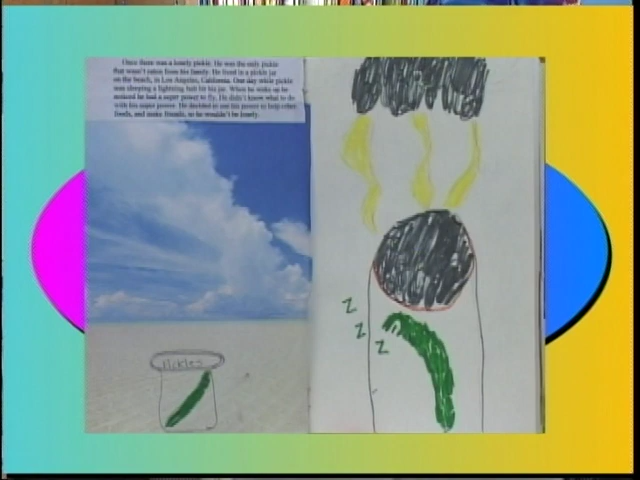 Once there was a lonely pickle. He was the only pickle
that wasn't eaten from his family. He lived in a pickle jar
on the beach, in Los Angeles, California. One day while pickle
was sleeping a lightning bolt hit his jar. When he woke up he
noticed he had a super power to fly. He didn't know what to do
with his super power. He decided to use his power to help other
foods, and make friends, so he wouldn't be lonely.
Pickles
Z
Z
Z